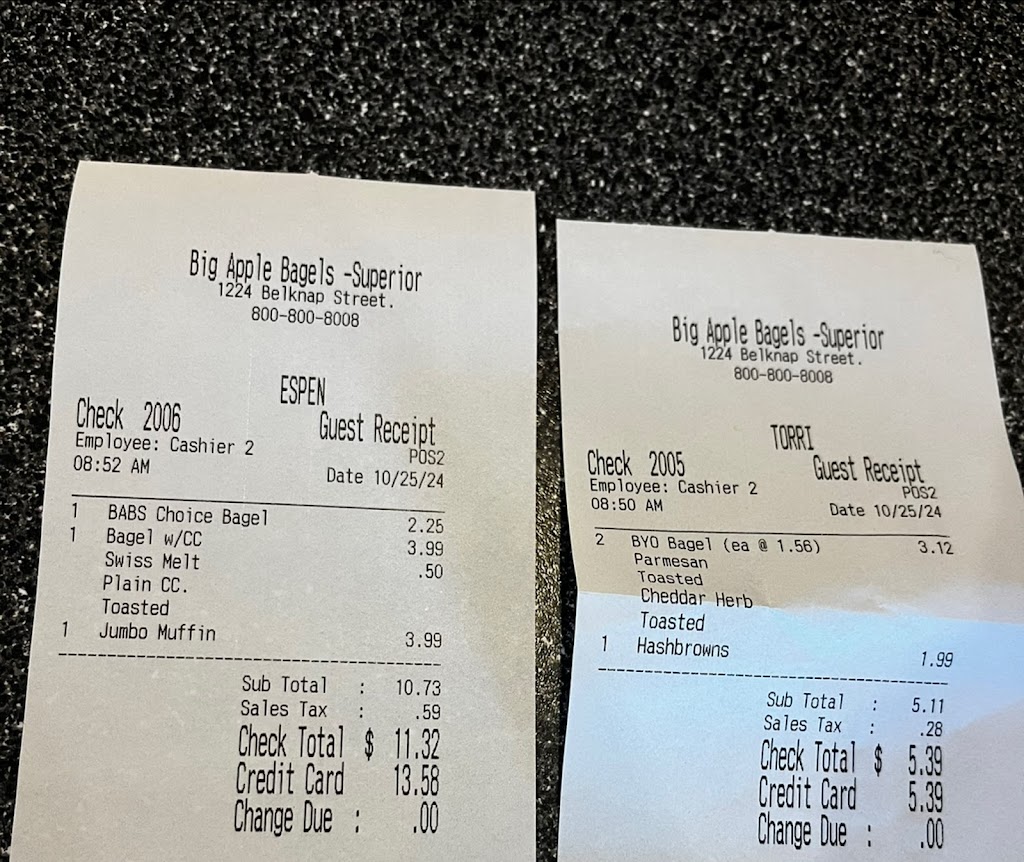 Big Apple Bagels -Superior
1224 Belknap Street.
800-800-8008
ESPEN
Check 2006 Guest Receipt
Employee: Cashier 2 POS2
08:52 AM Date 10/25/24
1 BABS Choice Bagel 2.25
1 Bagel w/CC 3.99
Swiss Melt .50
Plain CC.
Toasted
1 Jumbo Muffin 3.99
Sub Total : 10.73
Sales Tax : .59
Check Total $ 11.32
Credit Card 13.58
Change Due : .00
Big Apple Bagels -Superior
1224 Belknap Street.
800-800-8008
TORRI
Check 2005 Guest Receipt
Employee: Cashier 2 POS2
08:50 AM Date 10/25/24
2 BYO Bagel (ea @ 1.56) 3.12
Parmesan
Toasted
Cheddar Herb
Toasted
1 Hashbrowns 1.99
Sub Total : 5.11
Sales Tax : .28
Check Total $ 5.39
Credit Card 5.39
Change Due : .00